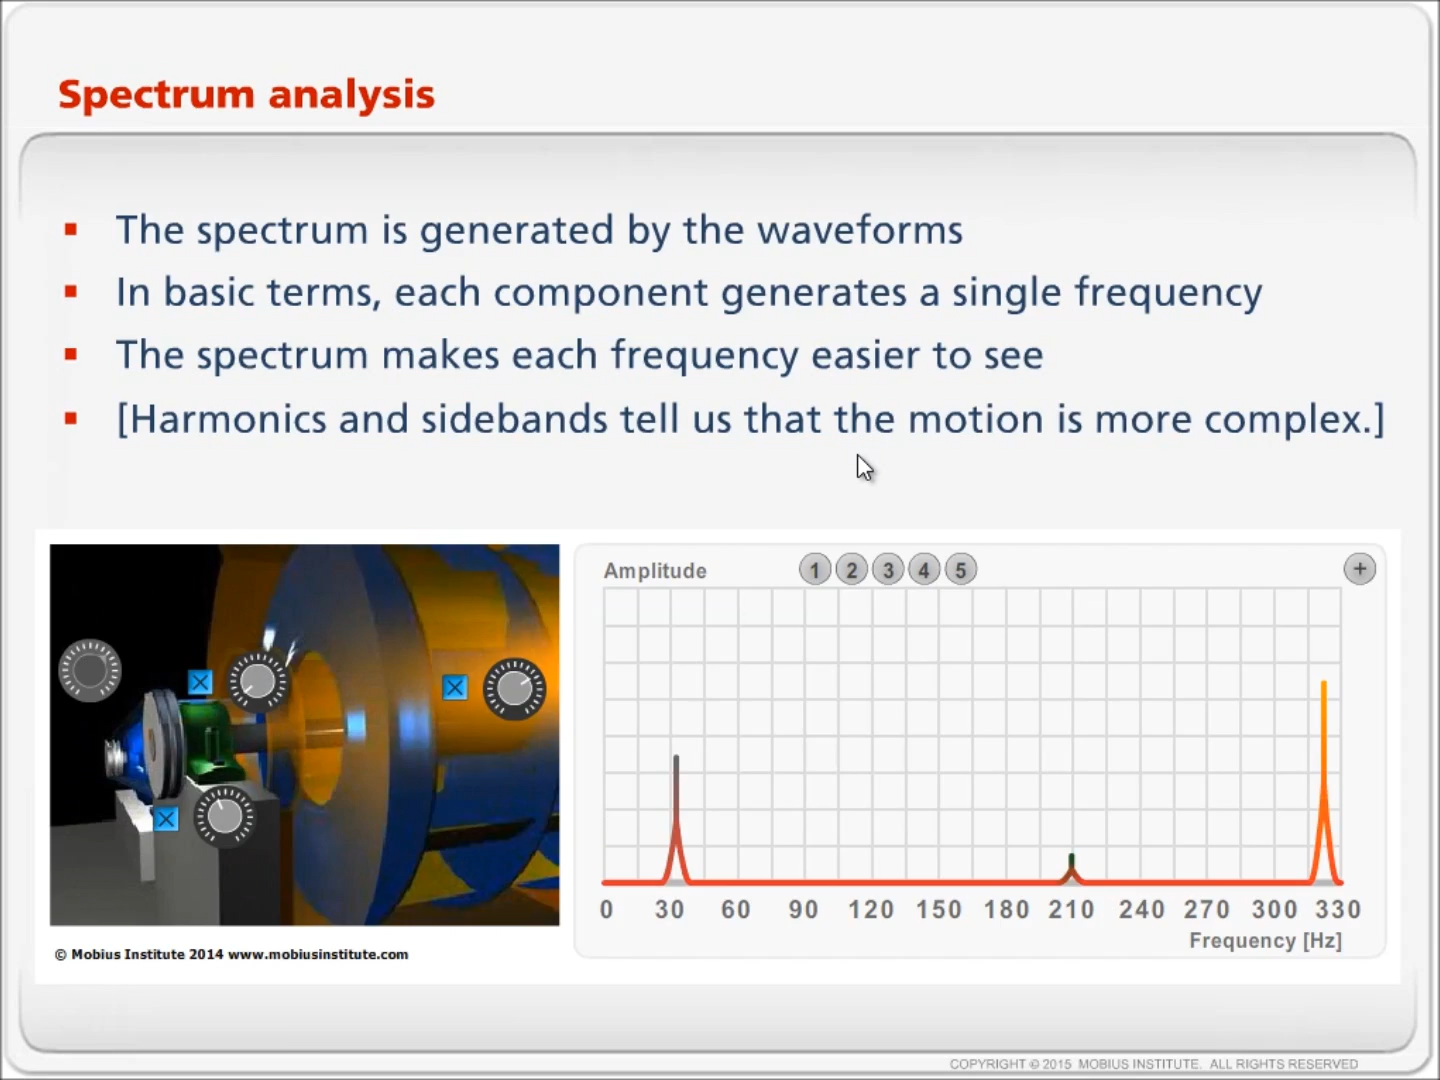 Spectrum analysis
The spectrum is generated by the waveforms
In basic terms, each component generates a single frequency
The spectrum makes each frequency easier to see
[Harmonics and sidebands tell us that the motion is more complex.]
Amplitude
1 2 3 4 5
+
0 30 60 90 120 150 180 210 240 270 300 330
Frequency [Hz]
© Mobius Institute 2014 www.mobiusinstitute.com
COPYRIGHT © 2015 MOBIUS INSTITUTE. ALL RIGHTS RESERVED